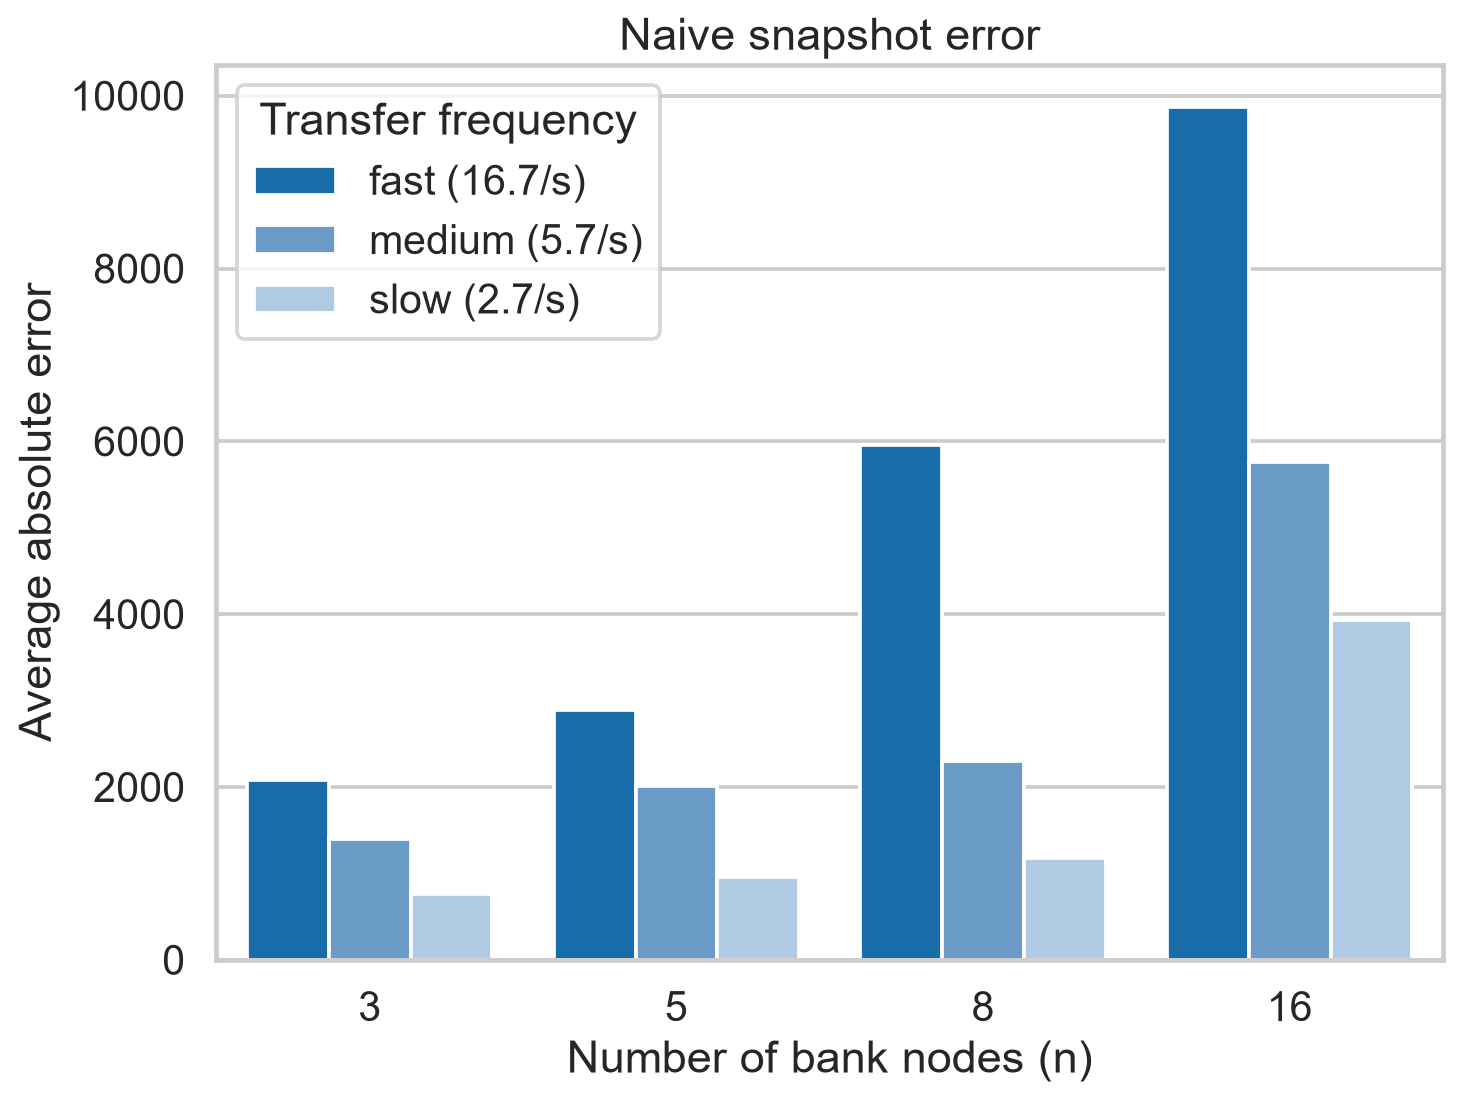 Naive snapshot error
Average absolute error
10000
8000
6000
4000
2000
0
Transfer frequency
fast (16.7/s)
medium (5.7/s)
slow (2.7/s)
3 5 8 16
Number of bank nodes (n)